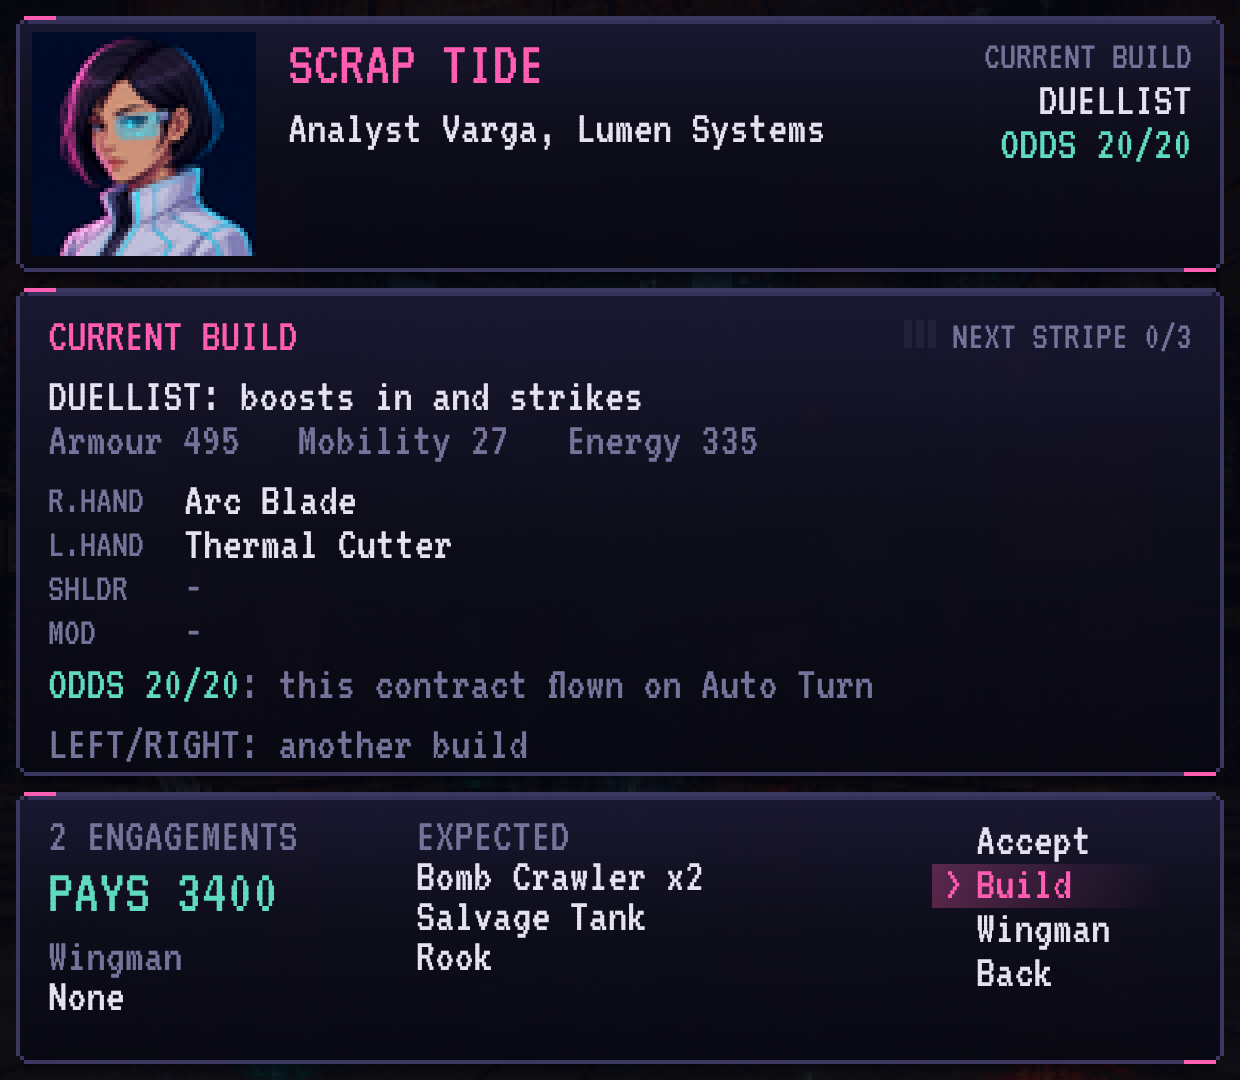 SCRAP TIDE
Analyst Varga, Lumen Systems
CURRENT BUILD
DUELLIST
ODDS 20/20
CURRENT BUILD
NEXT STRIPE 0/3
DUELLIST: boosts in and strikes
Armour 495 Mobility 27 Energy 335
R.HAND Arc Blade
L.HAND Thermal Cutter
SHLDR -
MOD -
ODDS 20/20: this contract flown on Auto Turn
LEFT/RIGHT: another build
2 ENGAGEMENTS
PAYS 3400
Wingman
None
EXPECTED
Bomb Crawler x2
Salvage Tank
Rook
Accept
> Build
Wingman
Back